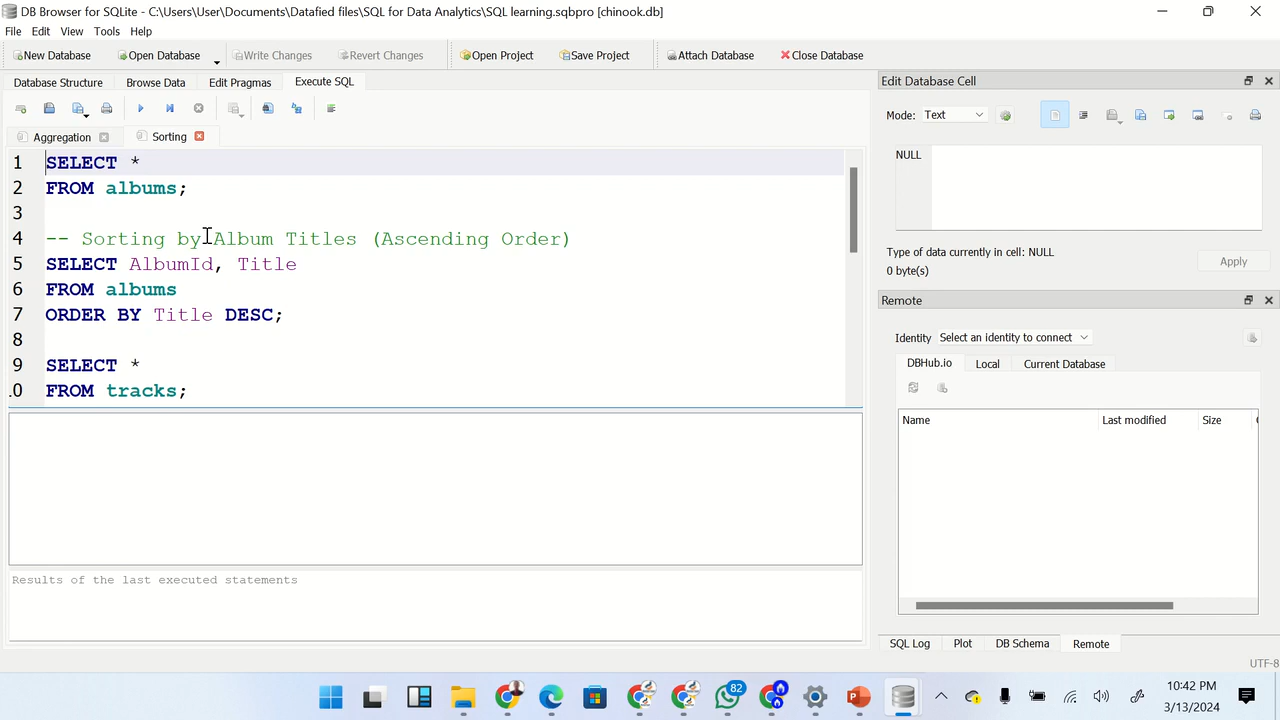 DB Browser for SQLite - C:\Users\User\Documents\Datafied files\SQL for Data Analytics\SQL learning.sqbpro [chinook.db]
File Edit View Tools Help
New Database Open Database Write Changes Revert Changes Open Project Save Project Attach Database Close Database
Database Structure Browse Data Edit Pragmas Execute SQL
Aggregation Sorting
1 SELECT *
2 FROM albums;
3
4 -- Sorting by Album Titles (Ascending Order)
5 SELECT AlbumId, Title
6 FROM albums
7 ORDER BY Title DESC;
8
9 SELECT *
10 FROM tracks;
Results of the last executed statements
Edit Database Cell
Mode: Text
NULL
Type of data currently in cell: NULL
0 byte(s)
Apply
Remote
Identity Select an identity to connect
DBHub.io Local Current Database
Name Last modified Size
SQL Log Plot DB Schema Remote
UTF-8
82
10:42 PM
3/13/2024